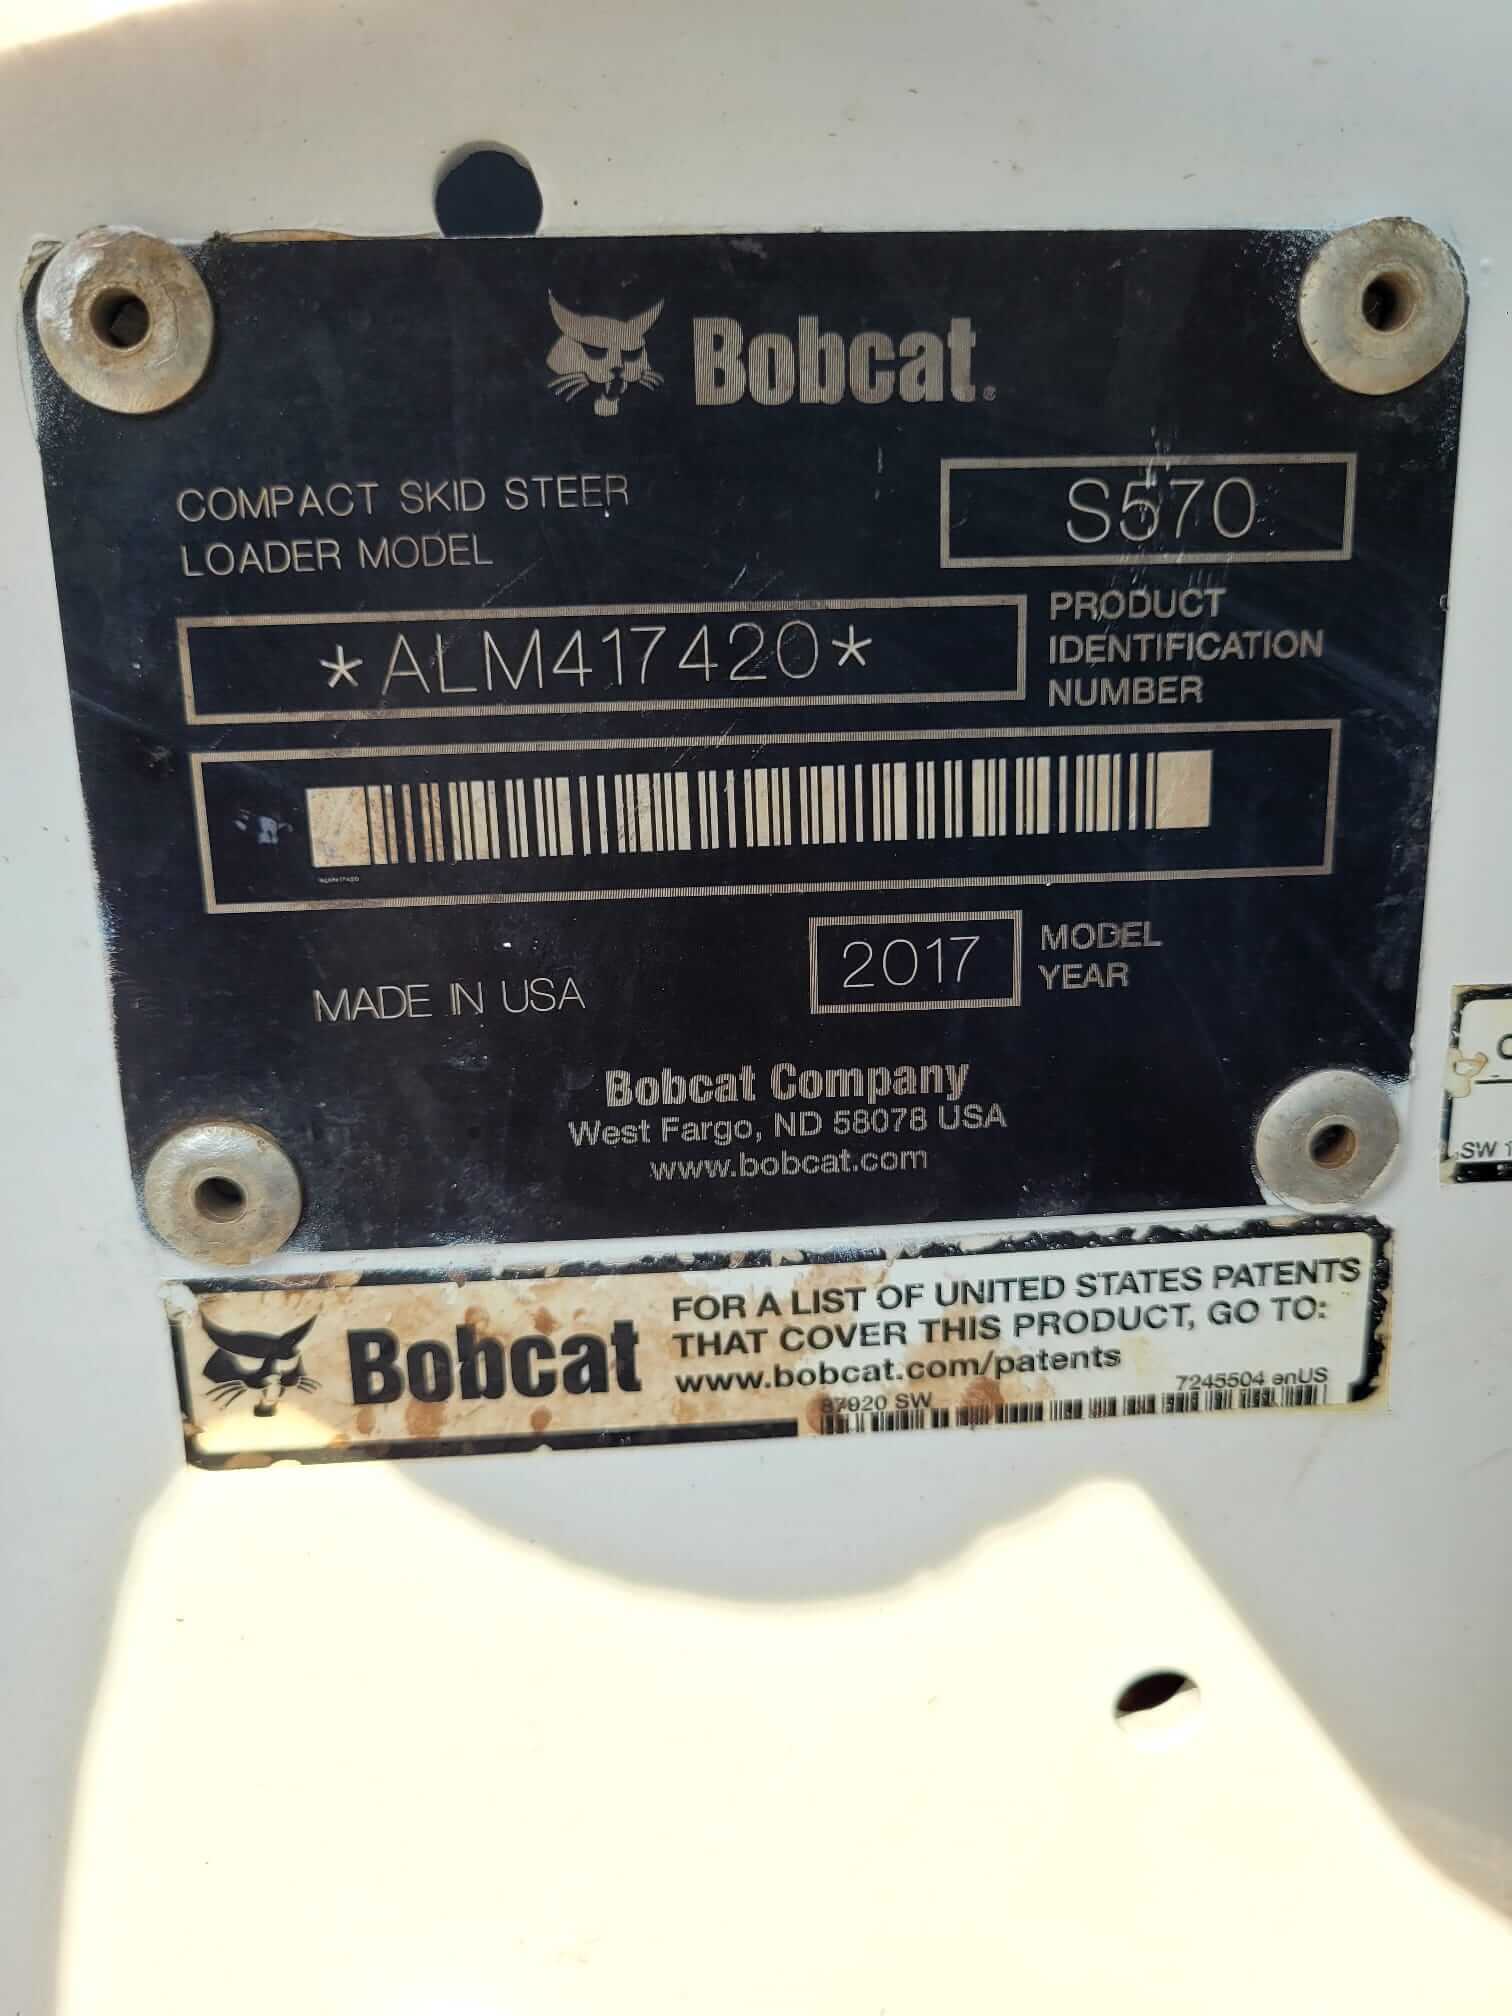 Bobcat®
COMPACT SKID STEER
LOADER MODEL
S570
*ALM417420*
PRODUCT
IDENTIFICATION
NUMBER
MADE IN USA
2017
MODEL
YEAR
Bobcat Company
West Fargo, ND 58078 USA
www.bobcat.com
Bobcat
FOR A LIST OF UNITED STATES PATENTS
THAT COVER THIS PRODUCT, GO TO:
www.bobcat.com/patents
87920 SW
7245504 enUS